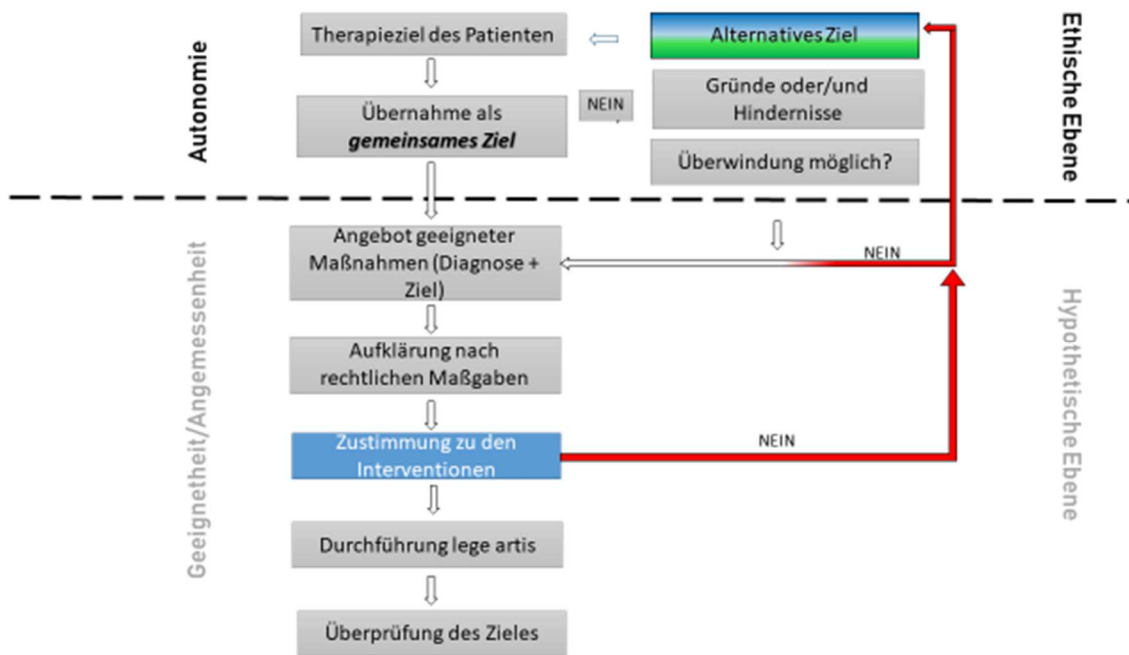 Autonomie
Therapieziel des Patienten
Alternatives Ziel
Ethische Ebene
Übernahme als
gemeinsames Ziel
NEIN
Gründe oder/und
Hindernisse
Überwindung möglich?
Geeignetheit/Angemessenheit
Angebot geeigneter
Maßnahmen (Diagnose +
Ziel)
NEIN
Hypothetische Ebene
Aufklärung nach
rechtlichen Maßgaben
Zustimmung zu den
Interventionen
NEIN
Durchführung lege artis
Überprüfung des Zieles